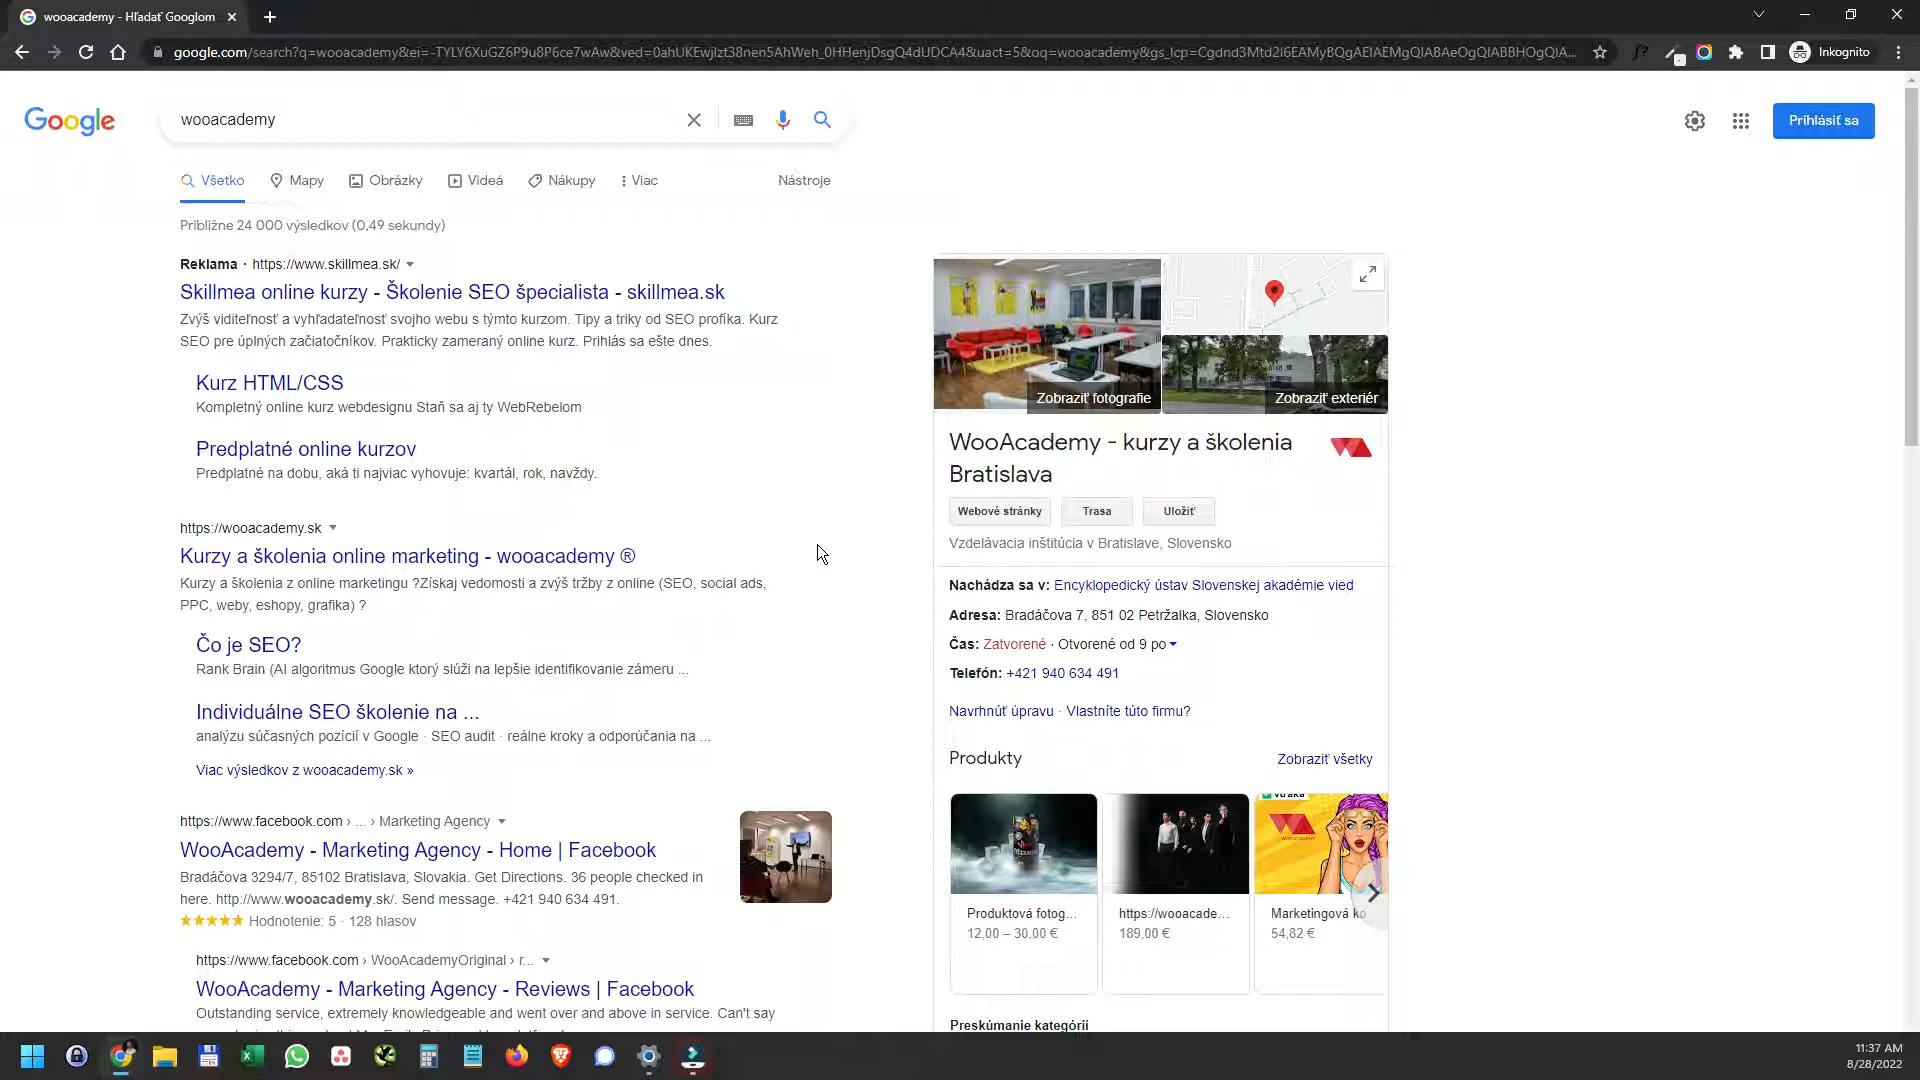 wooacademy - Hľadať Googlom
google.com/search?q=wooacademy&ei=-TYLY6XuGZ6P9u8P6ce7wAw&ved=0ahUKEwjlzt38nen5AhWeh_0HHenjDsgQ4dUDCA4&uact=5&oq=wooacademy&gs_lcp=Cgdnd3Mtd2l6EAMyBQgAEIAEMgQIABAeOgQIABBHOgQIA...
Inkognito
Google
wooacademy
Prihlásiť sa
Všetko
Mapy
Obrázky
Videá
Nákupy
Viac
Nástroje
Približne 24 000 výsledkov (0,49 sekundy)
Reklama · https://www.skillmea.sk/
Skillmea online kurzy - Školenie SEO špecialista - skillmea.sk
Zvýš viditeľnosť a vyhľadateľnosť svojho webu s týmto kurzom. Tipy a triky od SEO profíka. Kurz
SEO pre úplných začiatočníkov. Prakticky zameraný online kurz. Prihlás sa ešte dnes.
Kurz HTML/CSS
Kompletný online kurz webdesignu Staň sa aj ty WebRebelom
Predplatné online kurzov
Predplatné na dobu, aká ti najviac vyhovuje: kvartál, rok, navždy.
https://wooacademy.sk
Kurzy a školenia online marketing - wooacademy ®
Kurzy a školenia z online marketingu ?Získaj vedomosti a zvýš tržby z online (SEO, social ads,
PPC, weby, eshopy, grafika) ?
Čo je SEO?
Rank Brain (AI algoritmus Google ktorý slúži na lepšie identifikovanie zámeru ...
Individuálne SEO školenie na ...
analýzu súčasných pozícií v Google · SEO audit · reálne kroky a odporúčania na ...
Viac výsledkov z wooacademy.sk »
https://www.facebook.com › ... › Marketing Agency
WooAcademy - Marketing Agency - Home | Facebook
Bradáčova 3294/7, 85102 Bratislava, Slovakia. Get Directions. 36 people checked in
here. http://www.wooacademy.sk/. Send message. +421 940 634 491.
Hodnotenie: 5 · 128 hlasov
https://www.facebook.com › WooAcademyOriginal › r...
WooAcademy - Marketing Agency - Reviews | Facebook
Outstanding service, extremely knowledgeable and went over and above in service. Can't say
Zobraziť fotografie
Zobraziť exteriér
WooAcademy - kurzy a školenia
Bratislava
Webové stránky
Trasa
Uložiť
Vzdelávacia inštitúcia v Bratislave, Slovensko
Nachádza sa v: Encyklopedický ústav Slovenskej akadémie vied
Adresa: Bradáčova 7, 851 02 Petržalka, Slovensko
Čas: Zatvorené · Otvorené od 9 po
Telefón: +421 940 634 491
Navrhnúť úpravu · Vlastníte túto firmu?
Produkty
Zobraziť všetky
Produktová fotog...
12,00 – 30,00 €
https://wooacade...
189,00 €
Marketingová ko
54,82 €
Preskúmanie kategórií
11:37 AM
8/28/2022